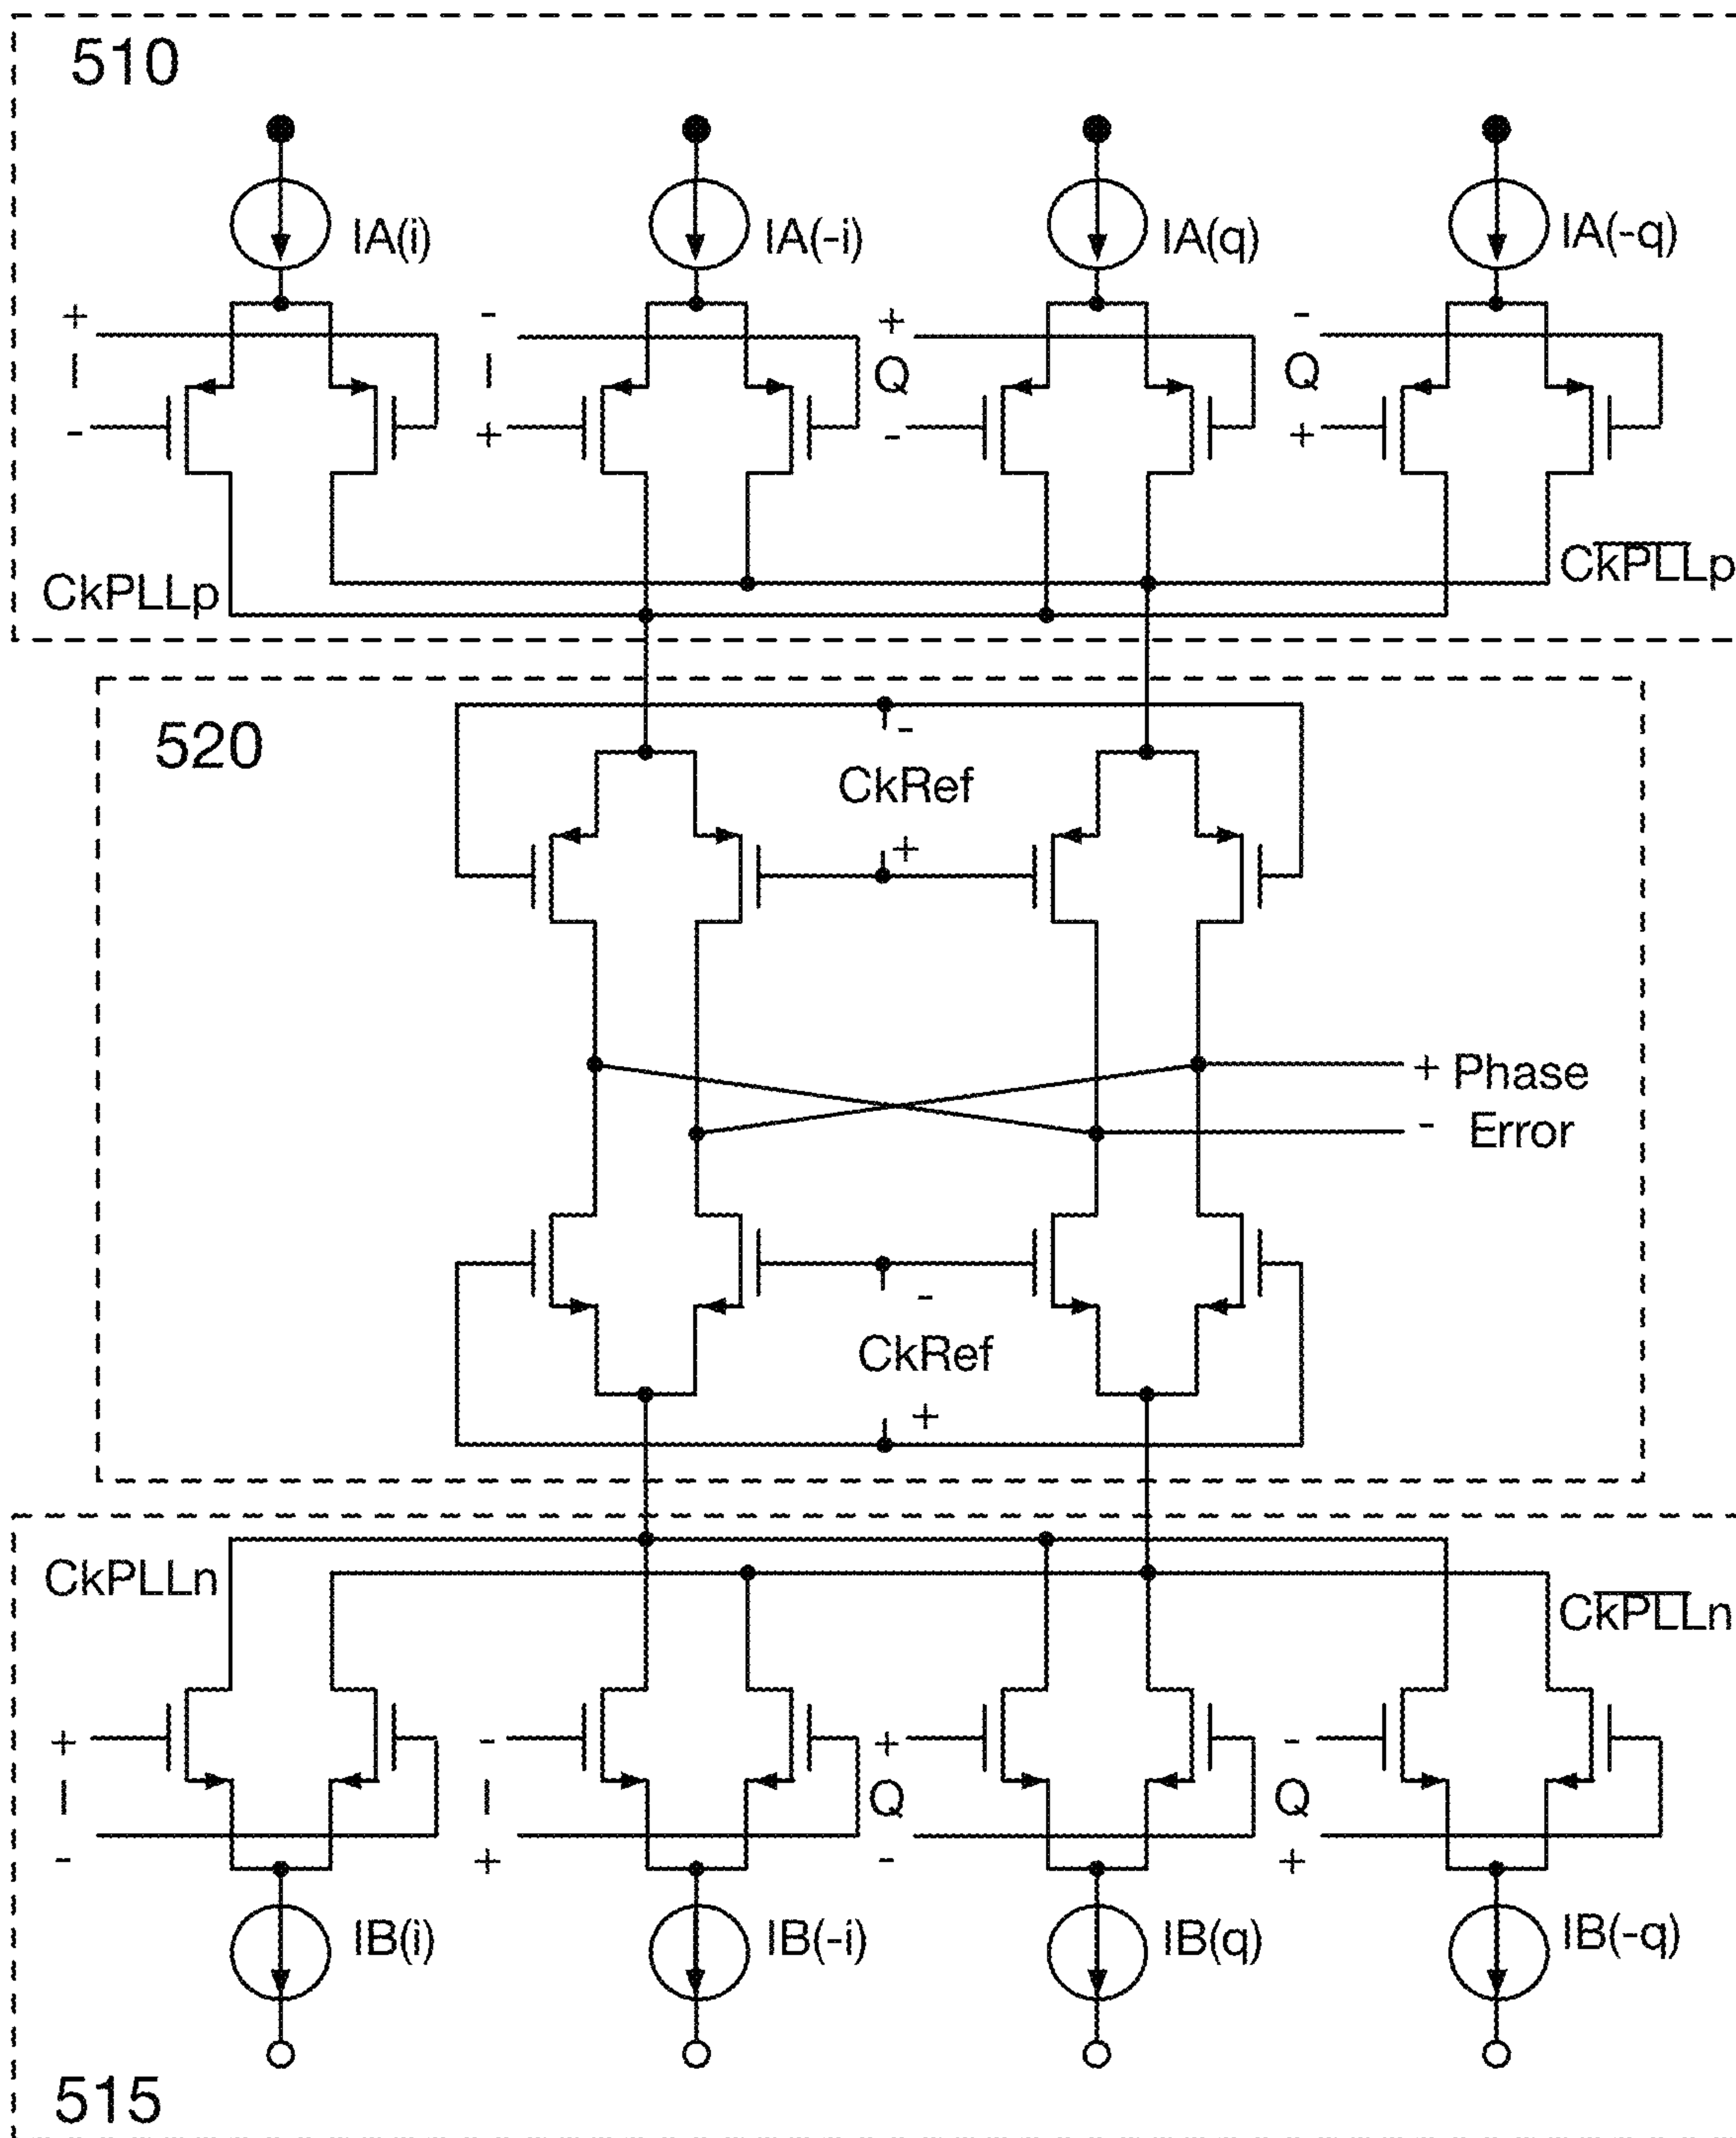 510
IA(i)
IA(-i)
IA(q)
IA(-q)
+
-
+
-
I
I
Q
Q
-
+
-
+
CkPLLp
CkPLLp
520
-
CkRef
+
+ Phase
- Error
-
CkRef
+
CkPLLn
CkPLLn
+
-
+
-
I
I
Q
Q
-
+
-
+
IB(i)
IB(-i)
IB(q)
IB(-q)
515